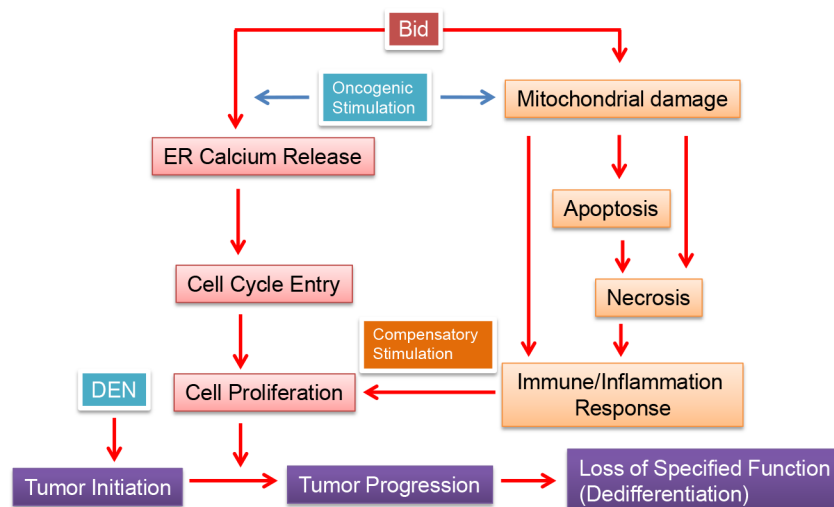 Bid
Oncogenic
Stimulation
Mitochondrial damage
ER Calcium Release
Apoptosis
Cell Cycle Entry
Necrosis
Compensatory
Stimulation
DEN
Cell Proliferation
Immune/Inflammation
Response
Tumor Initiation
Tumor Progression
Loss of Specified Function
(Dedifferentiation)